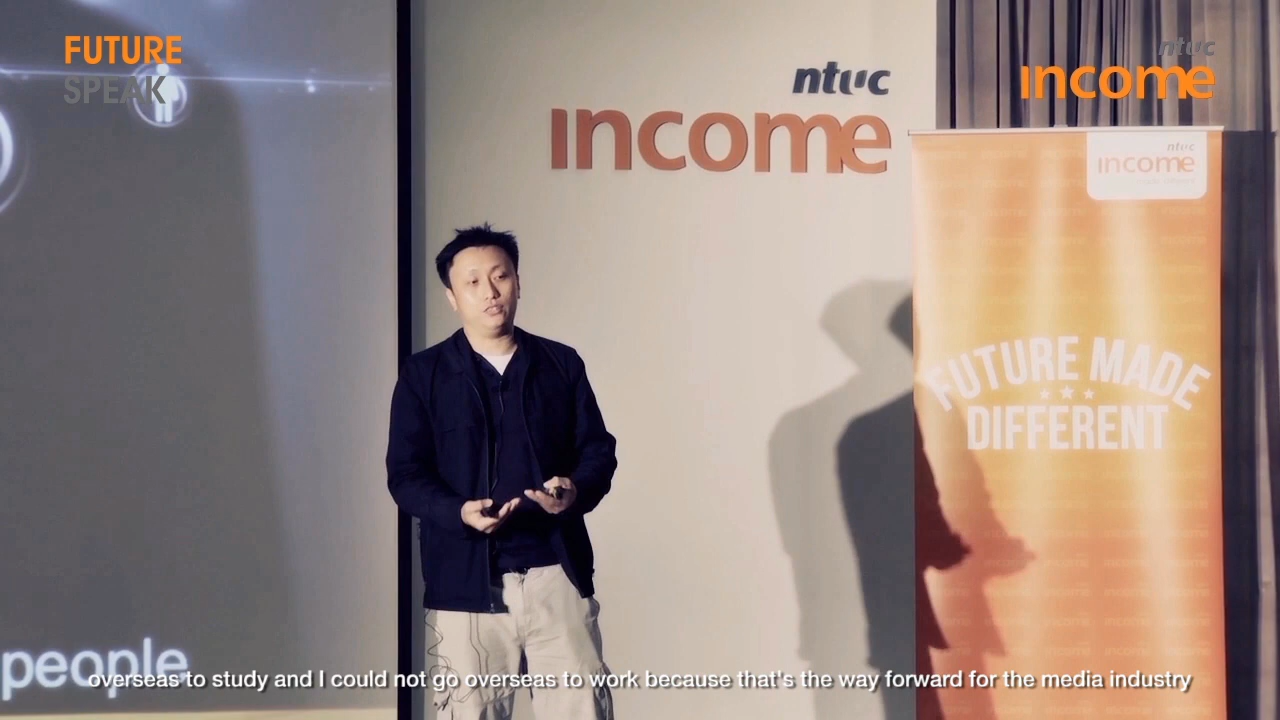 FUTURE
SPEAK
ntuc
income
ntuc
income
ntuc
income
FUTURE MADE
DIFFERENT
people
overseas to study and I could not go overseas to work because that's the way forward for the media industry